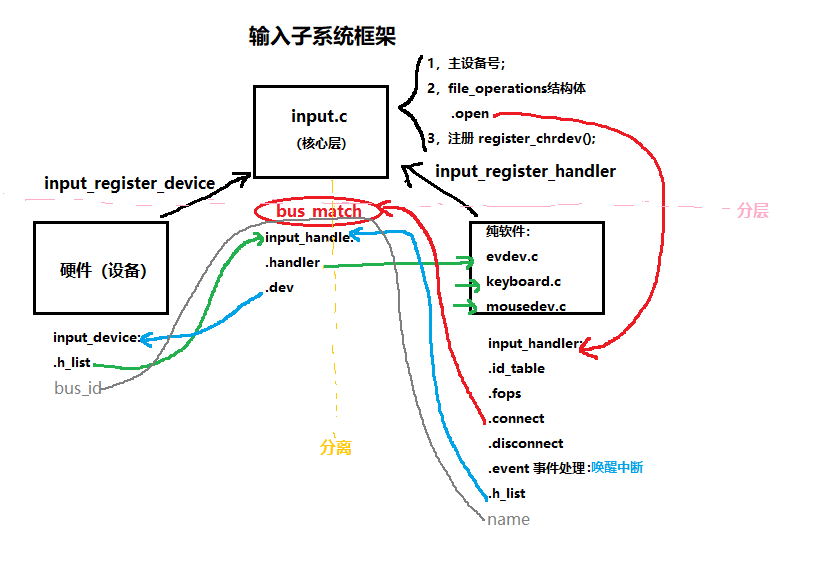 输入子系统框架
input.c
(核心层)
1，主设备号；
2，file_operations结构体
.open
3，注册 register_chrdev();
input_register_device
input_register_handler
分层
硬件（设备）
bus_match
input_handle:
.handler
.dev
纯软件：
evdev.c
keyboard.c
mousedev.c
input_device:
.h_list
bus_id
分离
input_handler:
.id_table
.fops
.connect
.disconnect
.event 事件处理：唤醒中断
.h_list
name